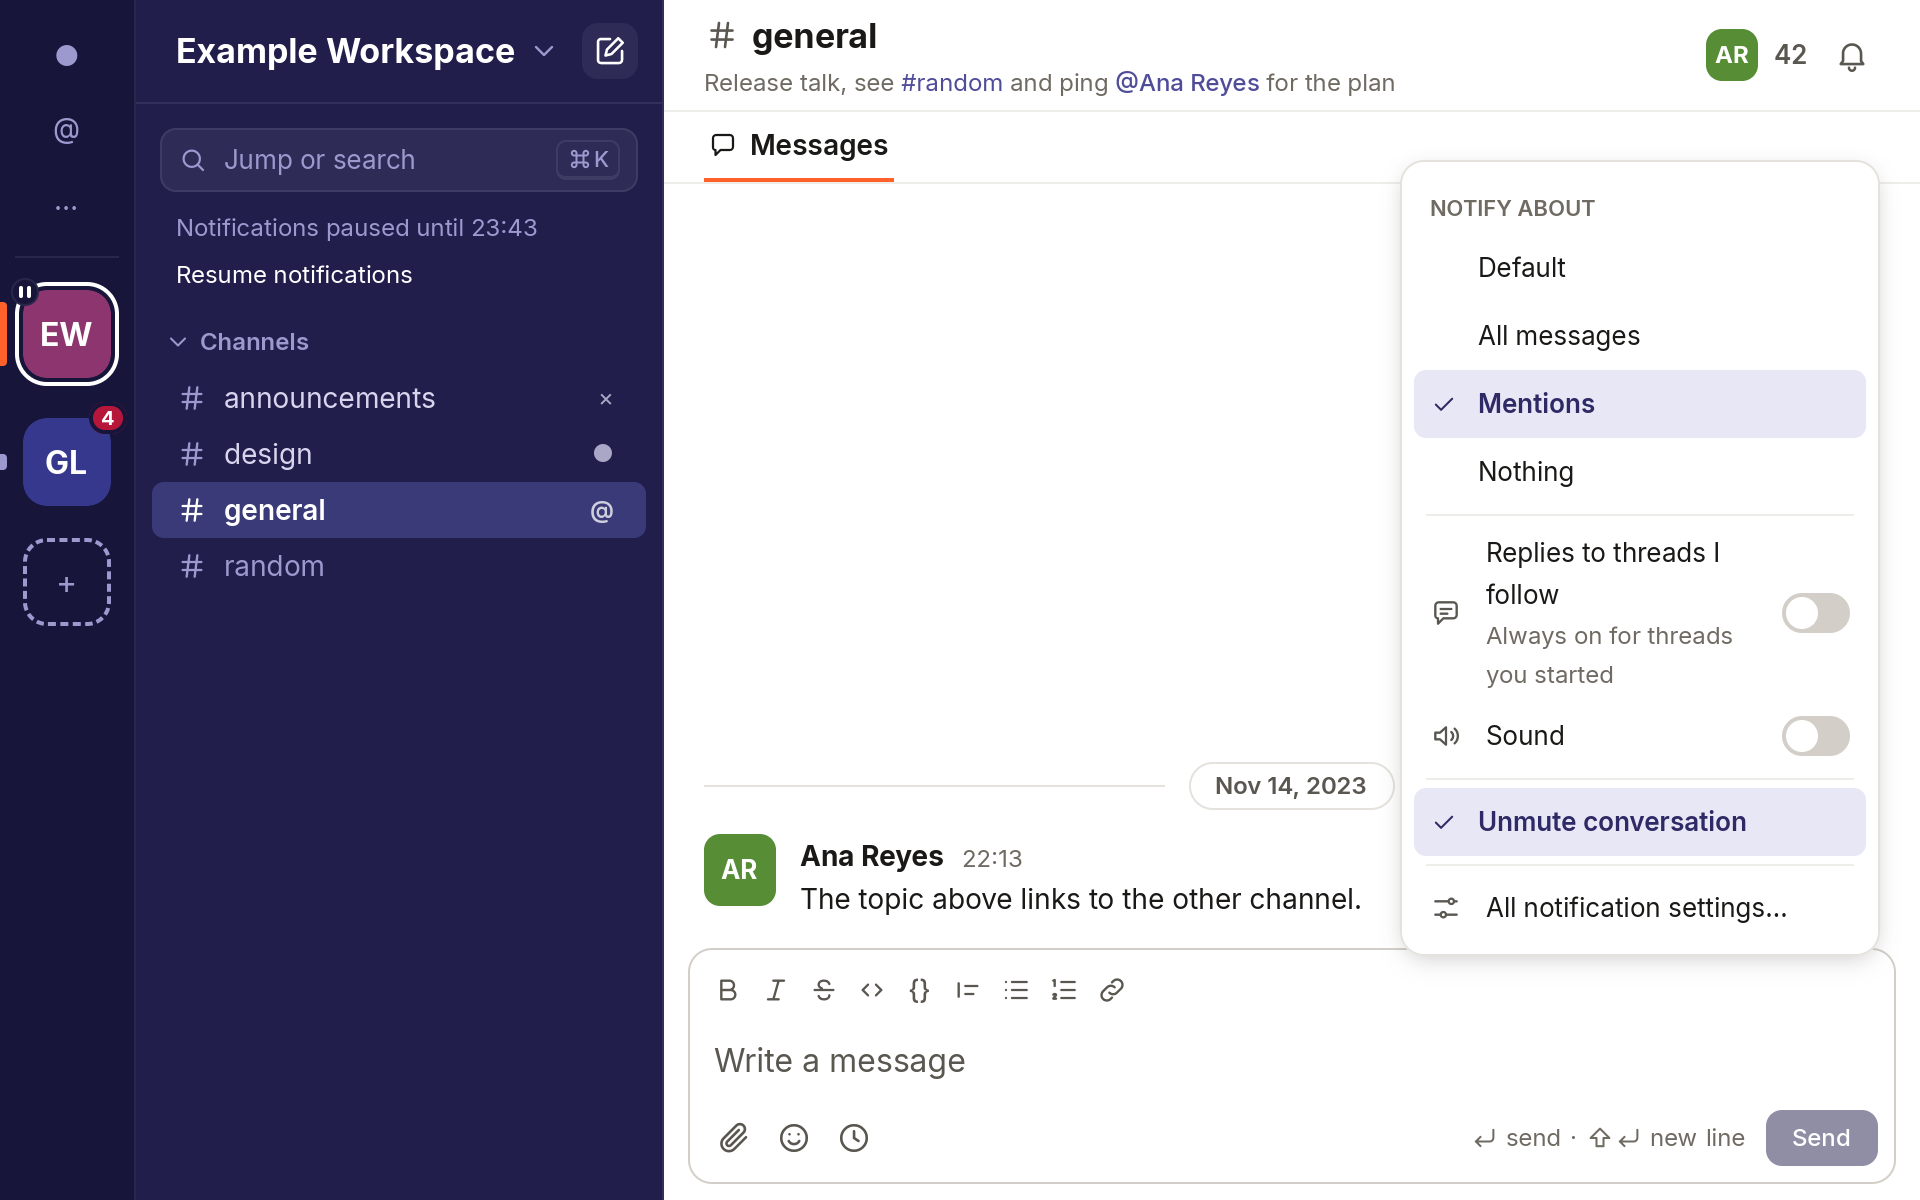 @
...
EW
4
GL
+
Example Workspace
Jump or search
⌘K
Notifications paused until 23:43
Resume notifications
Channels
# announcements
×
# design
# general
@
# random
# general
Release talk, see #random and ping @Ana Reyes for the plan
AR
42
Messages
NOTIFY ABOUT
Default
All messages
Mentions
Nothing
Replies to threads I
follow
Always on for threads
you started
Sound
Unmute conversation
All notification settings...
Nov 14, 2023
AR
Ana Reyes 22:13
The topic above links to the other channel.
Write a message
send · new line
Send